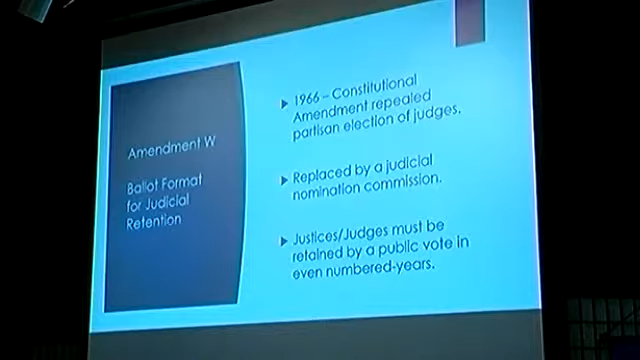 Amendment W
Ballot Format
for Judicial
Retention
1966 – Constitutional
Amendment repealed
partisan election of judges.
Replaced by a judicial
nomination commission.
Justices/Judges must be
retained by a public vote in
even numbered-years.